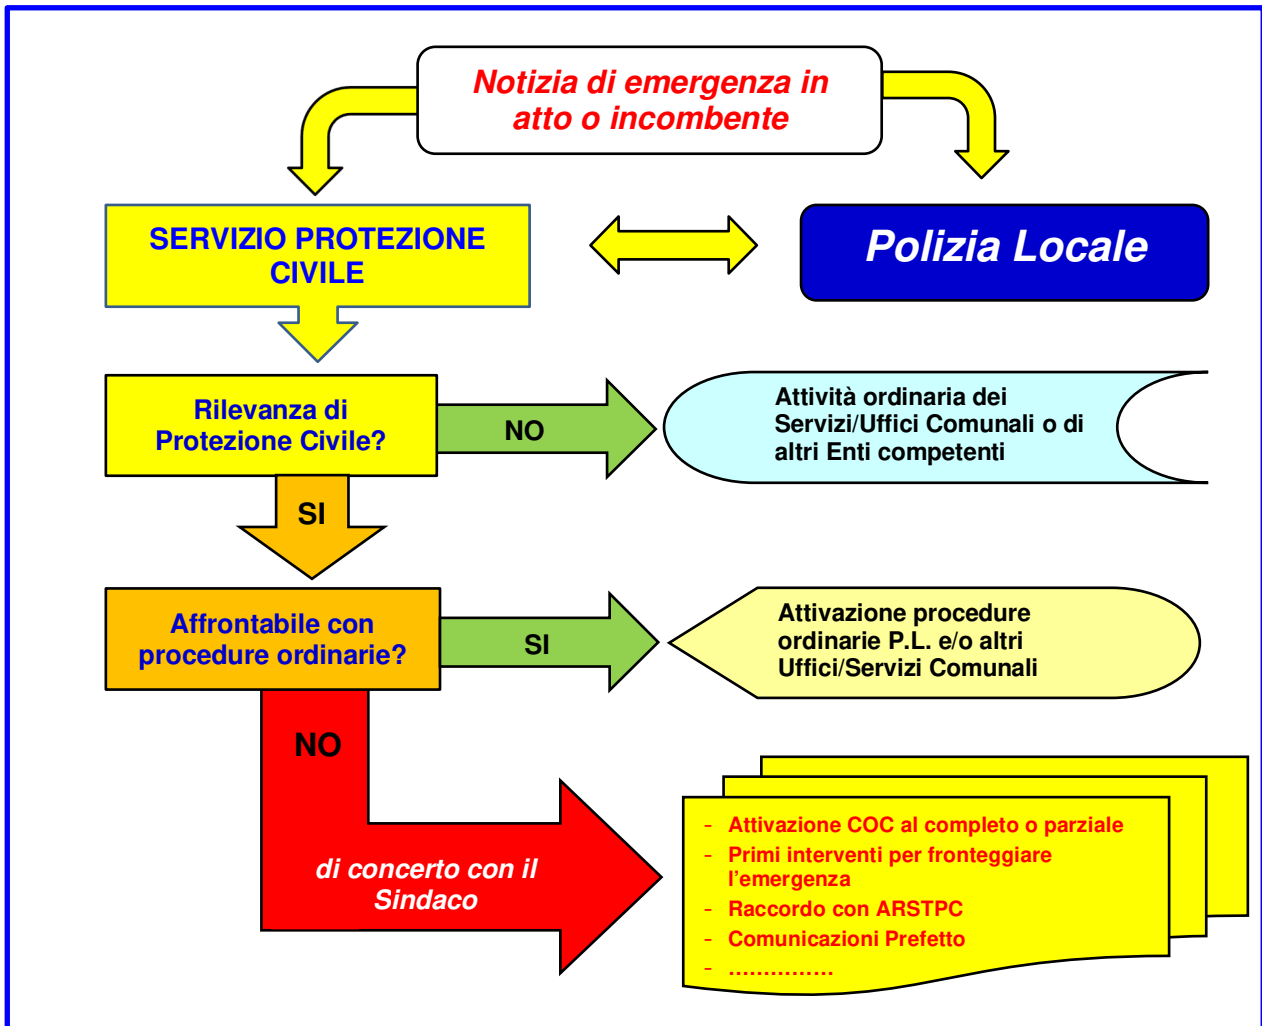 Notizia di emergenza in
atto o incombente
SERVIZIO PROTEZIONE
CIVILE
Polizia Locale
Rilevanza di
Protezione Civile?
NO
Attività ordinaria dei
Servizi/Uffici Comunali o di
altri Enti competenti
SI
Affrontabile con
procedure ordinarie?
SI
Attivazione procedure
ordinarie P.L. e/o altri
Uffici/Servizi Comunali
NO
di concerto con il
Sindaco
- Attivazione COC al completo o parziale
- Primi interventi per fronteggiare
l'emergenza
- Raccordo con ARSTPC
- Comunicazioni Prefetto
- ……………